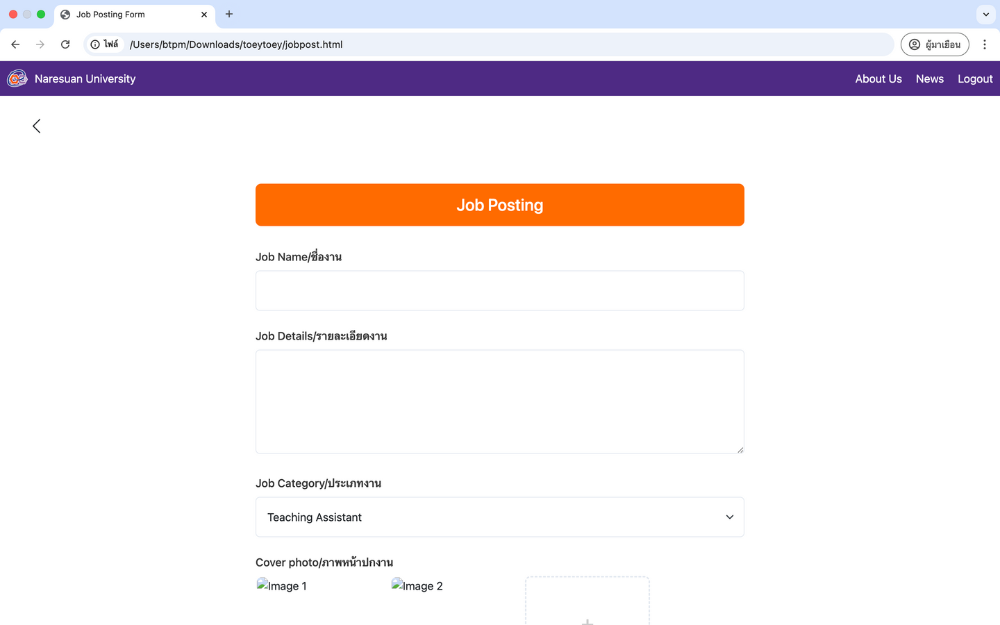 Job Posting Form
ไฟล์ /Users/btpm/Downloads/toeytoey/jobpost.html ผู้มาเยือน
Naresuan University About Us News Logout
Job Posting
Job Name/ชื่องาน
Job Details/รายละเอียดงาน
Job Category/ประเภทงาน
Teaching Assistant
Cover photo/ภาพหน้าปกงาน
Image 1 Image 2